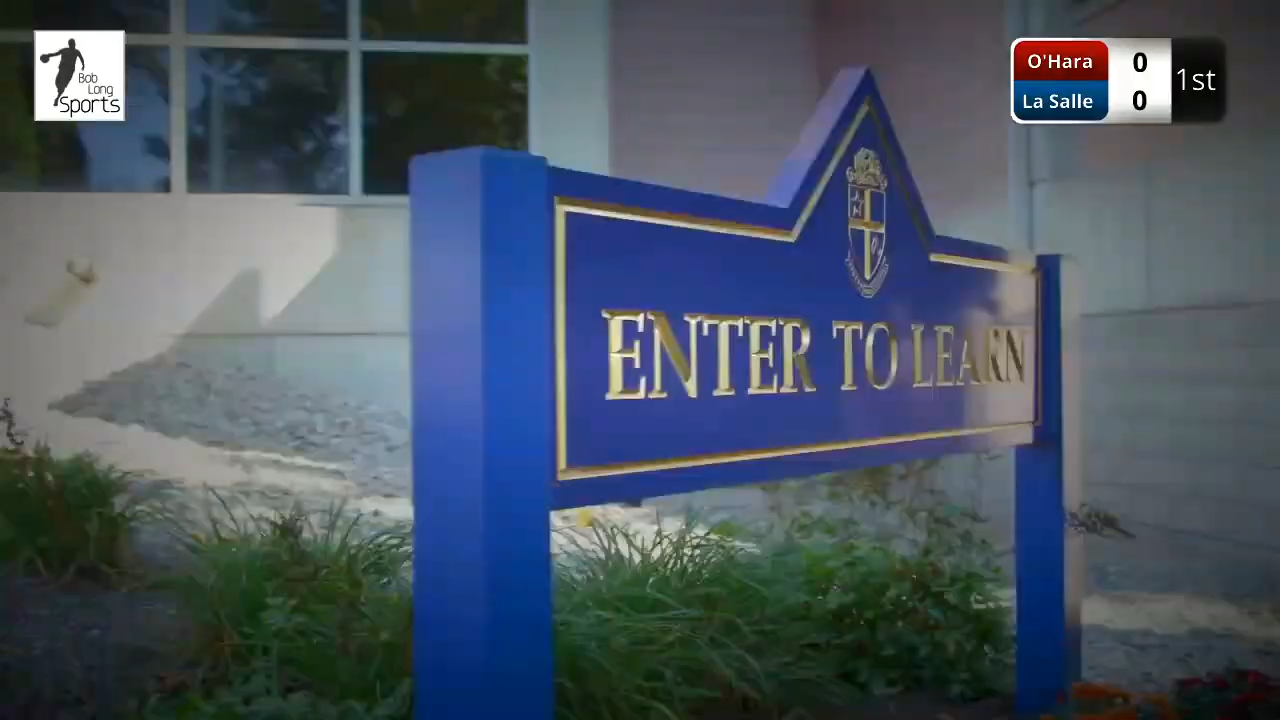 Bob
Long
Sports
O'Hara 0
La Salle 0
1st
ENTER TO LEARN